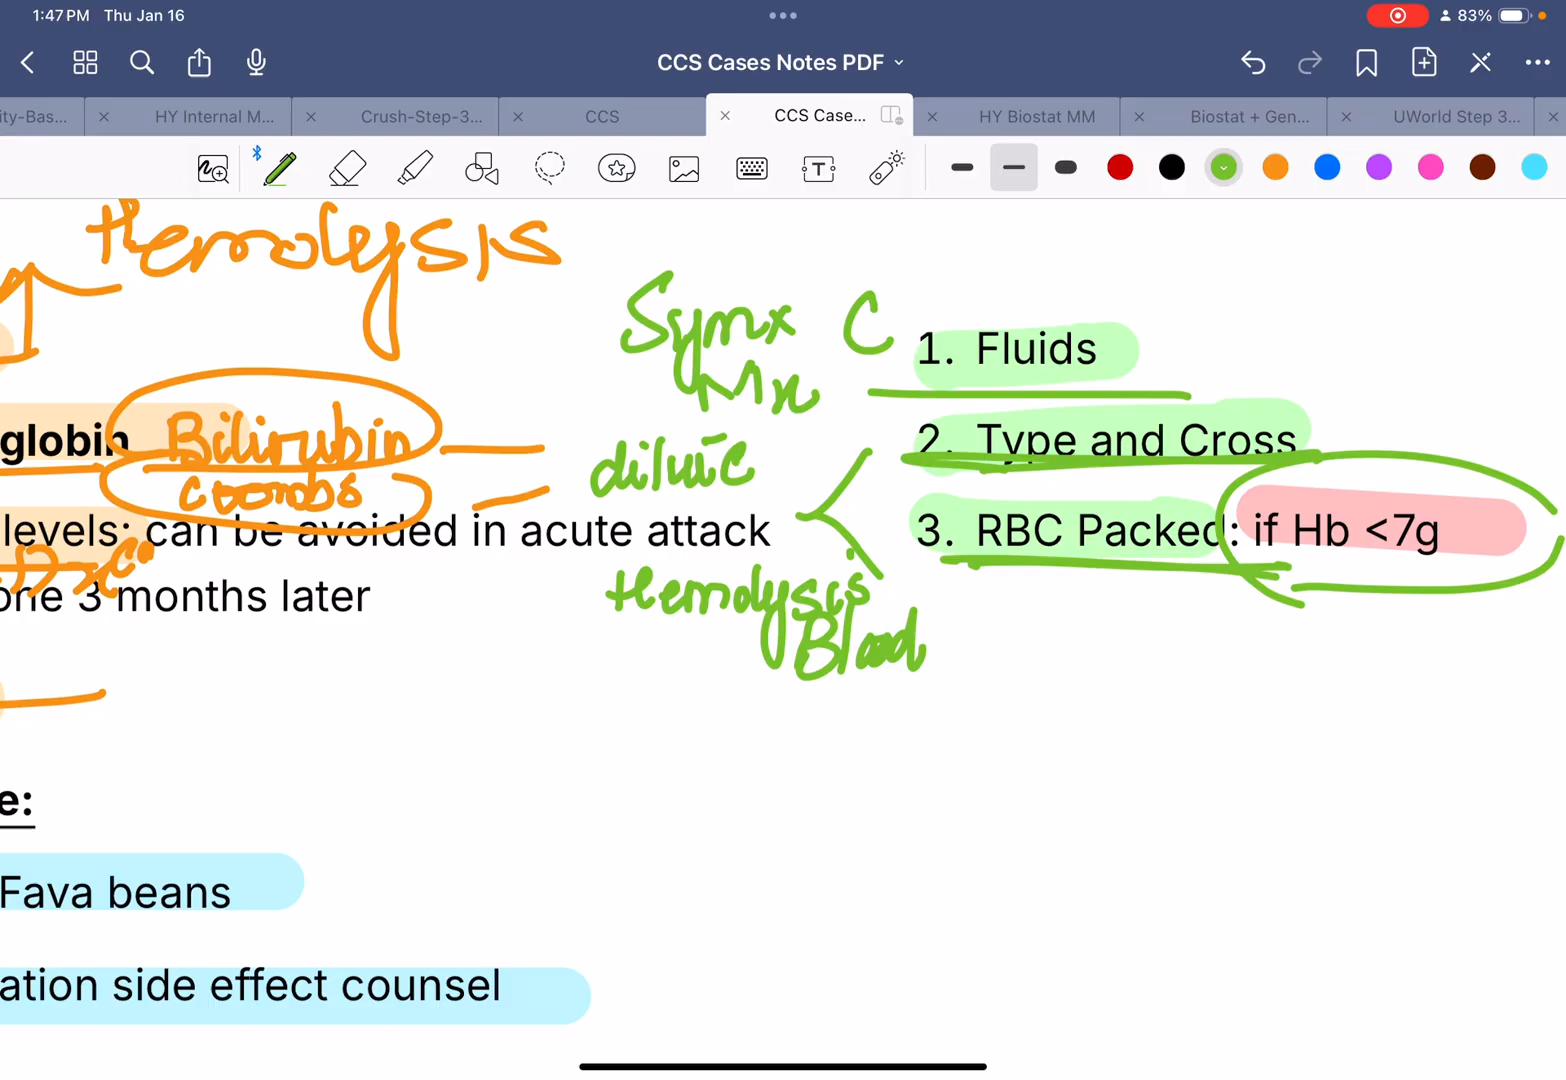 1:47 PM Thu Jan 16
83%
CCS Cases Notes PDF
ity-Bas...
HY Internal M...
Crush-Step-3...
CCS
CCS Case...
HY Biostat MM
Biostat + Gen...
UWorld Step 3...
Hemolysis
Symx C
Mx
1. Fluids
globin Bilirubin
2. Type and Cross
coombs
dilute
levels: can be avoided in acute attack
3. RBC Packed: if Hb <7g
one 3 months later
Hemolysis
Blood
e:
Fava beans
ation side effect counsel